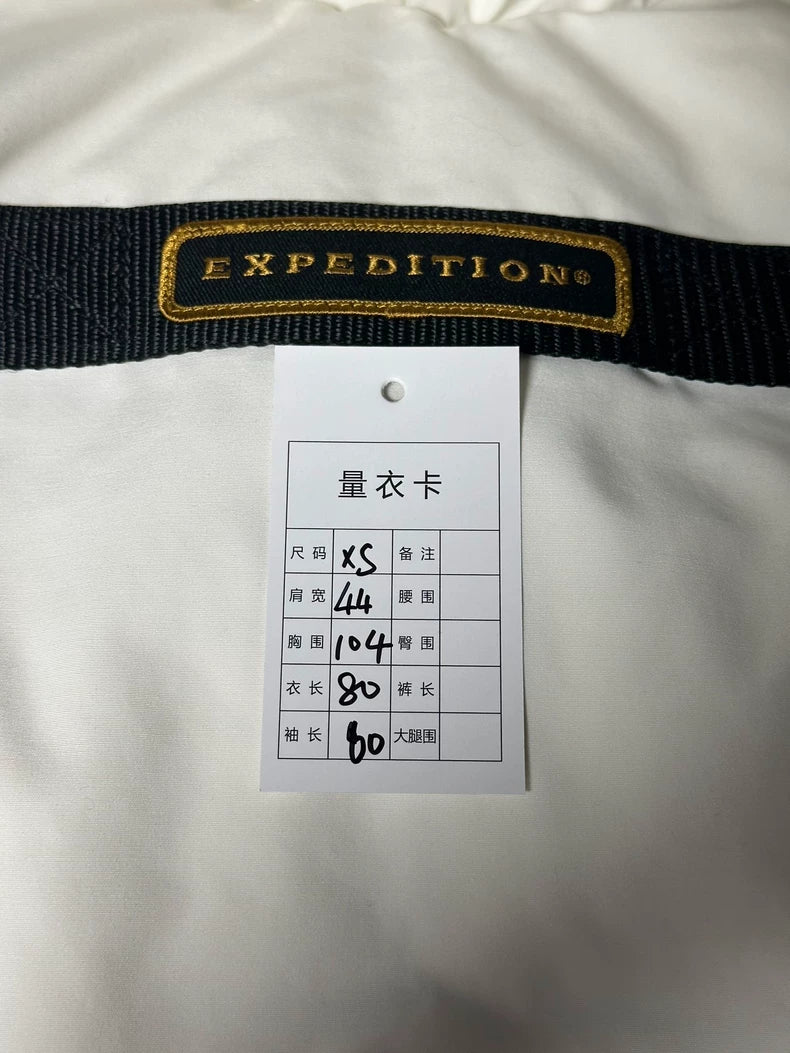 EXPEDITION®
量衣卡
尺码 XS 备注
肩宽 44 腰围
胸围 104 臀围
衣长 80 裤长
袖长 60 大腿围